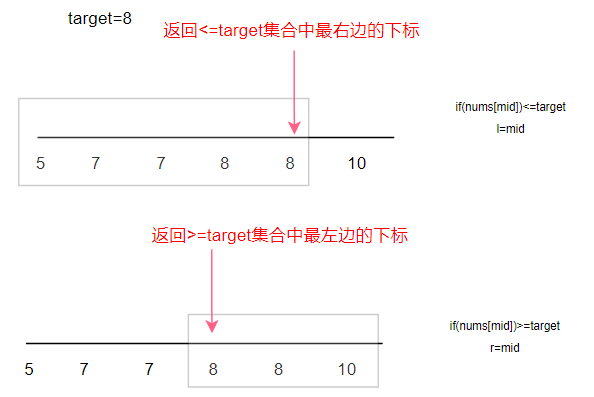 target=8
返回<=target集合中最右边的下标
if(nums[mid])<=target
l=mid
5 7 7 8 8 10
返回>=target集合中最左边的下标
if(nums[mid])>=target
r=mid
5 7 7 8 8 10